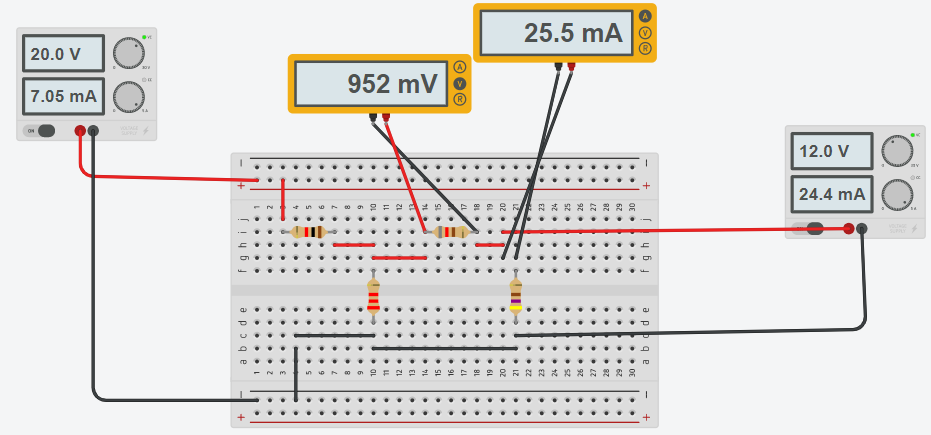 25.5 mA
A
V
R
20.0 V
7.05 mA
ON
952 mV
A
V
R
12.0 V
24.4 mA
− −
+ +
1 2 3 4 5 6 7 8 9 10 11 12 13 14 15 16 17 18 19 20 21 22 23 24 25 26 27 28 29 30
j j
i i
h h
g g
f f
e e
d d
c c
b b
a a
1 2 3 4 5 6 7 8 9 10 11 12 13 14 15 16 17 18 19 20 21 22 23 24 25 26 27 28 29 30
− −
+ +